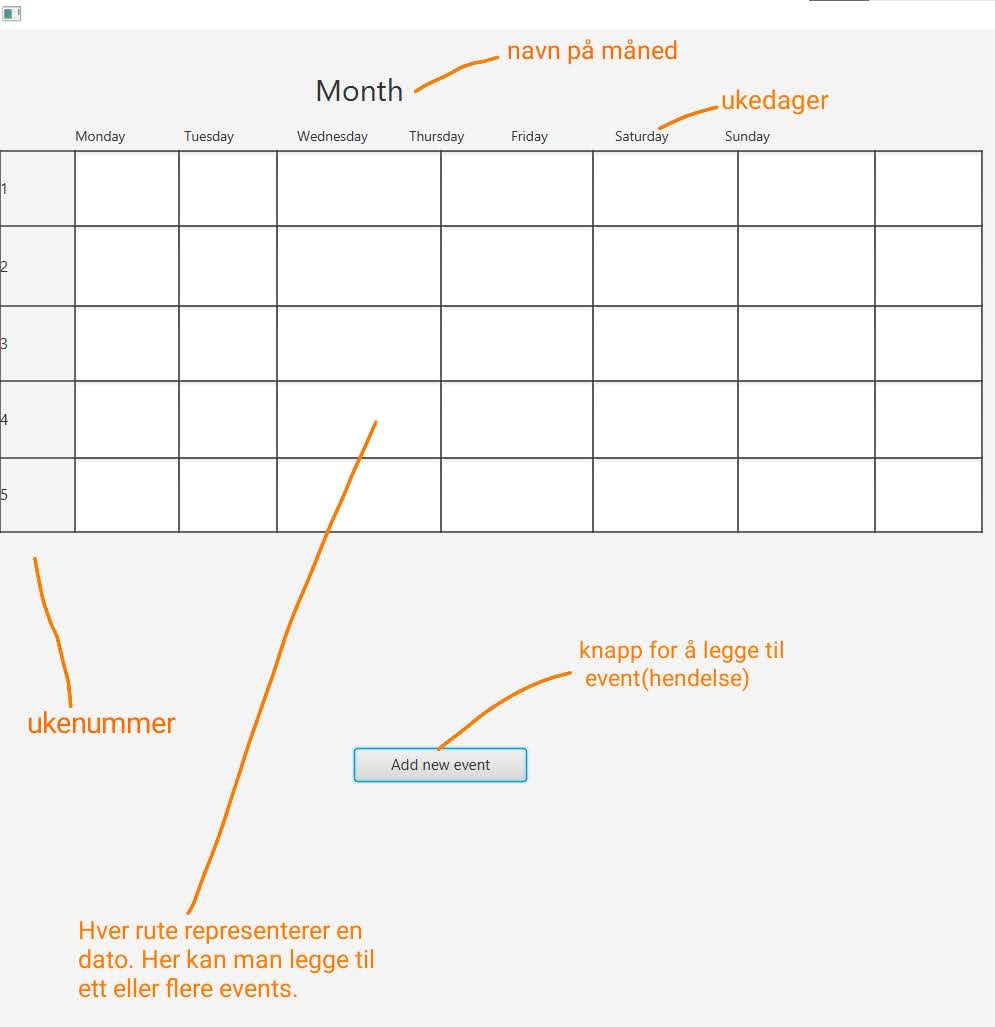 navn på måned
Month
ukedager
Monday Tuesday Wednesday Thursday Friday Saturday Sunday
1
2
3
4
5
knapp for å legge til
event(hendelse)
ukenummer
Add new event
Hver rute representerer en
dato. Her kan man legge til
ett eller flere events.